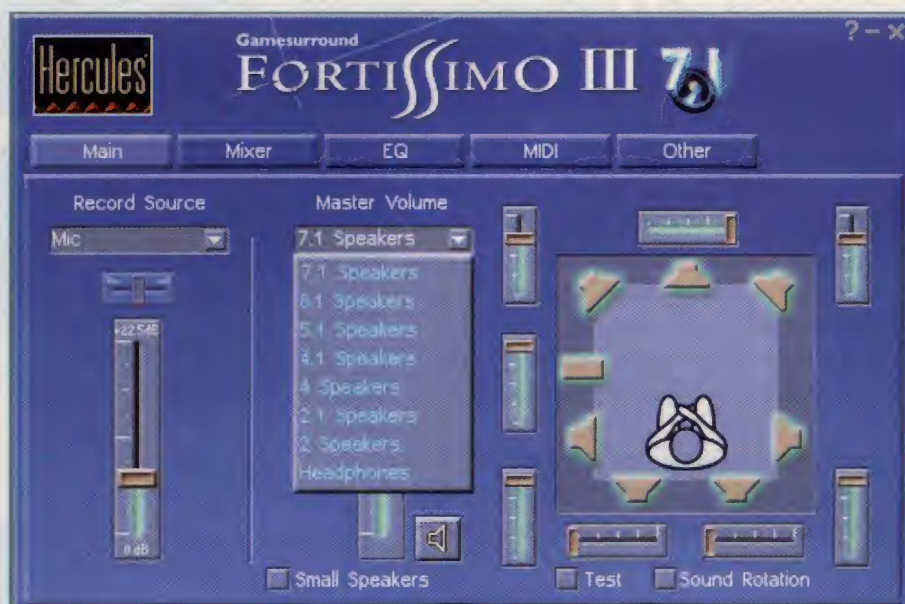 ? – ×
Hercules
Gamesurround
FORTISSIMO III 7.1
Main Mixer EQ MIDI Other
Record Source
Mic
+22.5dB
0 dB
Master Volume
7.1 Speakers
7.1 Speakers
6.1 Speakers
5.1 Speakers
4.1 Speakers
4 Speakers
2.1 Speakers
2 Speakers
Headphones
Small Speakers
Test Sound Rotation